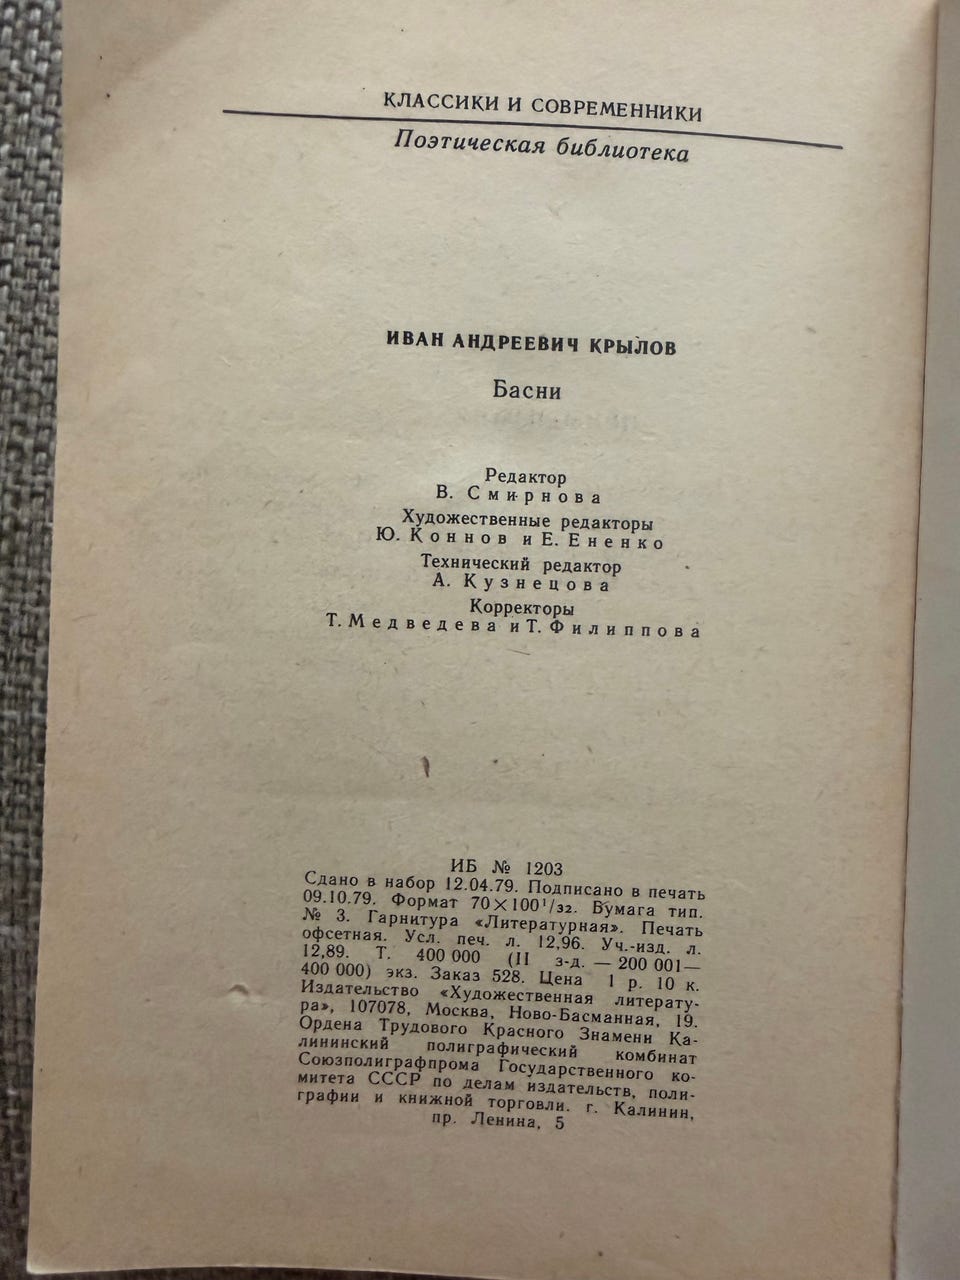 КЛАССИКИ И СОВРЕМЕННИКИ
Поэтическая библиотека
ИВАН АНДРЕЕВИЧ КРЫЛОВ
Басни
Редактор
В. Смирнова
Художественные редакторы
Ю. Коннов и Е. Ененко
Технический редактор
А. Кузнецова
Корректоры
Т. Медведева и Т. Филиппова
ИБ № 1203
Сдано в набор 12.04.79. Подписано в печать
09.10.79. Формат 70×100¹/₃₂. Бумага тип.
№ 3. Гарнитура «Литературная». Печать
офсетная. Усл. печ. л. 12,96. Уч.-изд. л.
12,89. Т. 400 000 (II з-д. — 200 001—
400 000) экз. Заказ 528. Цена 1 р. 10 к.
Издательство «Художественная литерату-
ра», 107078, Москва, Ново-Басманная, 19.
Ордена Трудового Красного Знамени Ка-
лининский полиграфический комбинат
Союзполиграфпрома Государственного ко-
митета СССР по делам издательств, поли-
графии и книжной торговли. г. Калинин,
пр. Ленина, 5